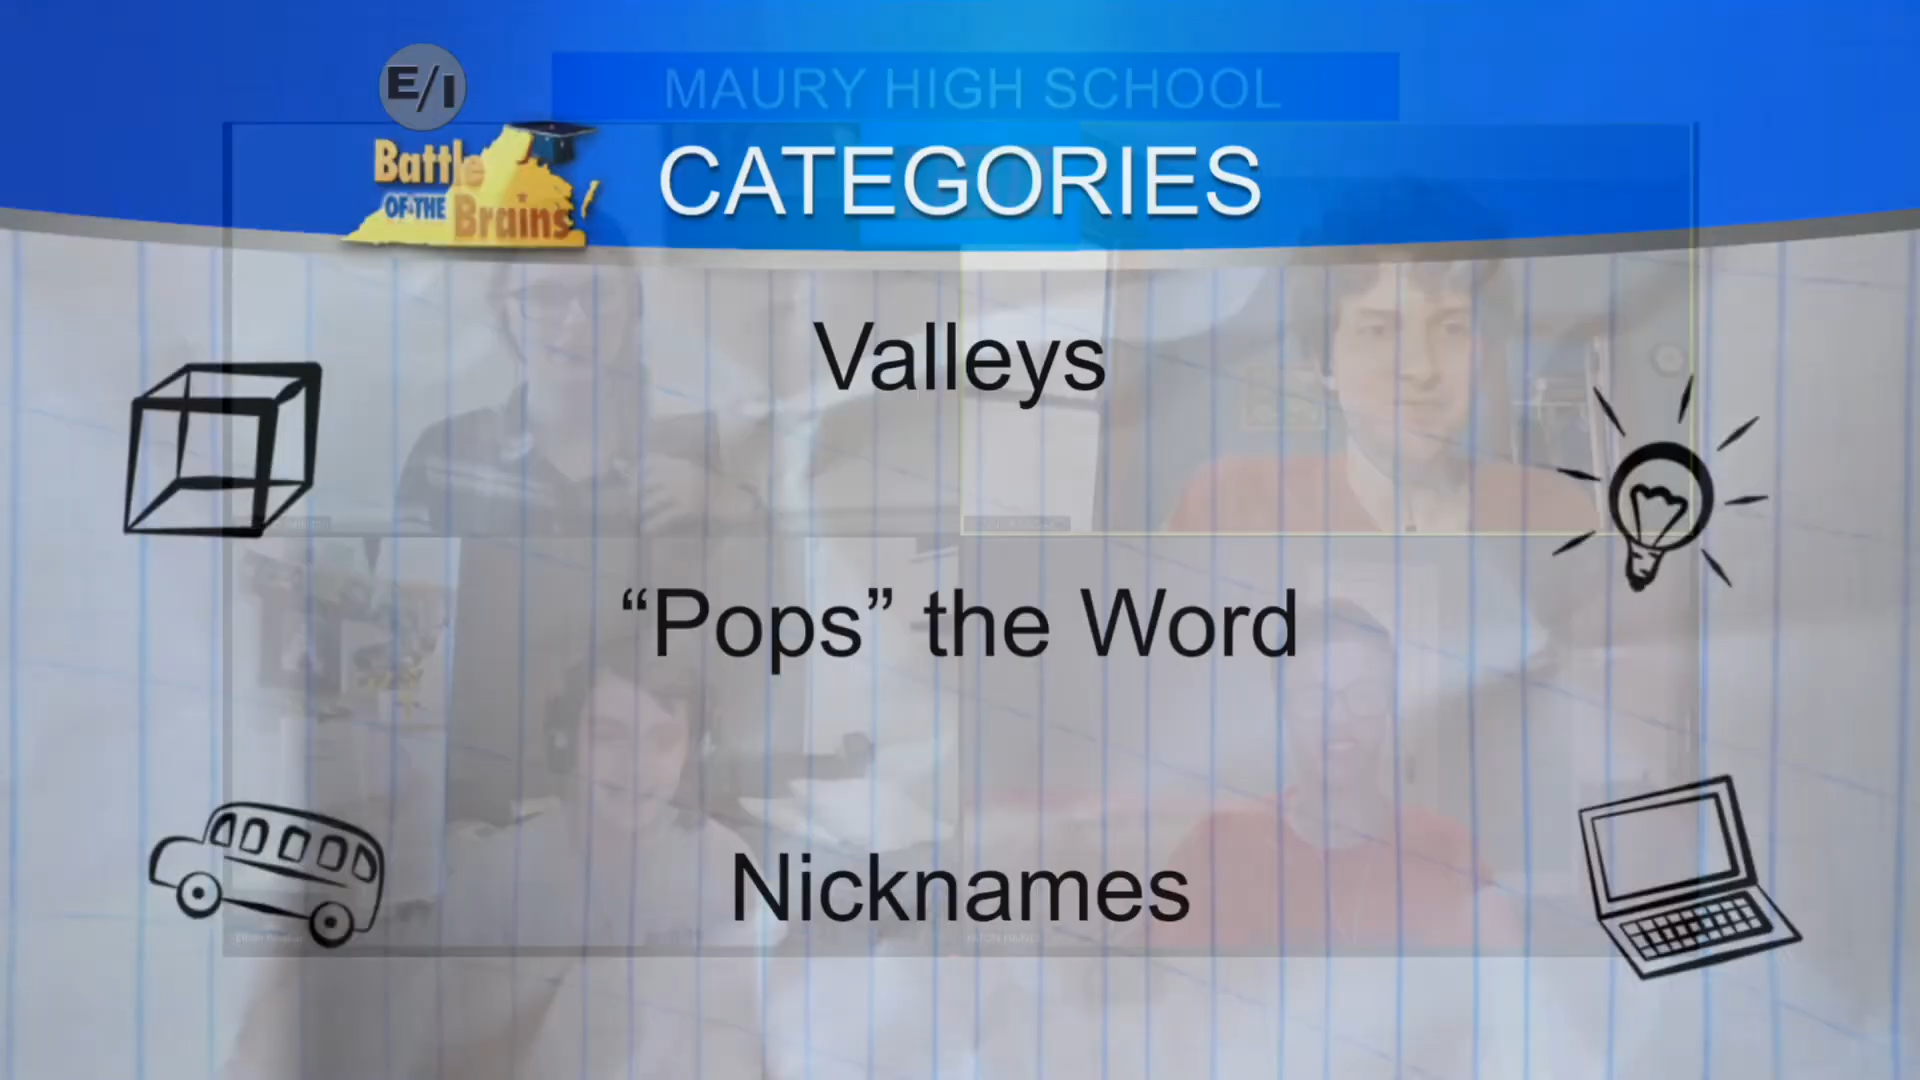 E/I
MAURY HIGH SCHOOL
Battle
OF THE
Brains
CATEGORIES
Valleys
“Pops” the Word
Nicknames